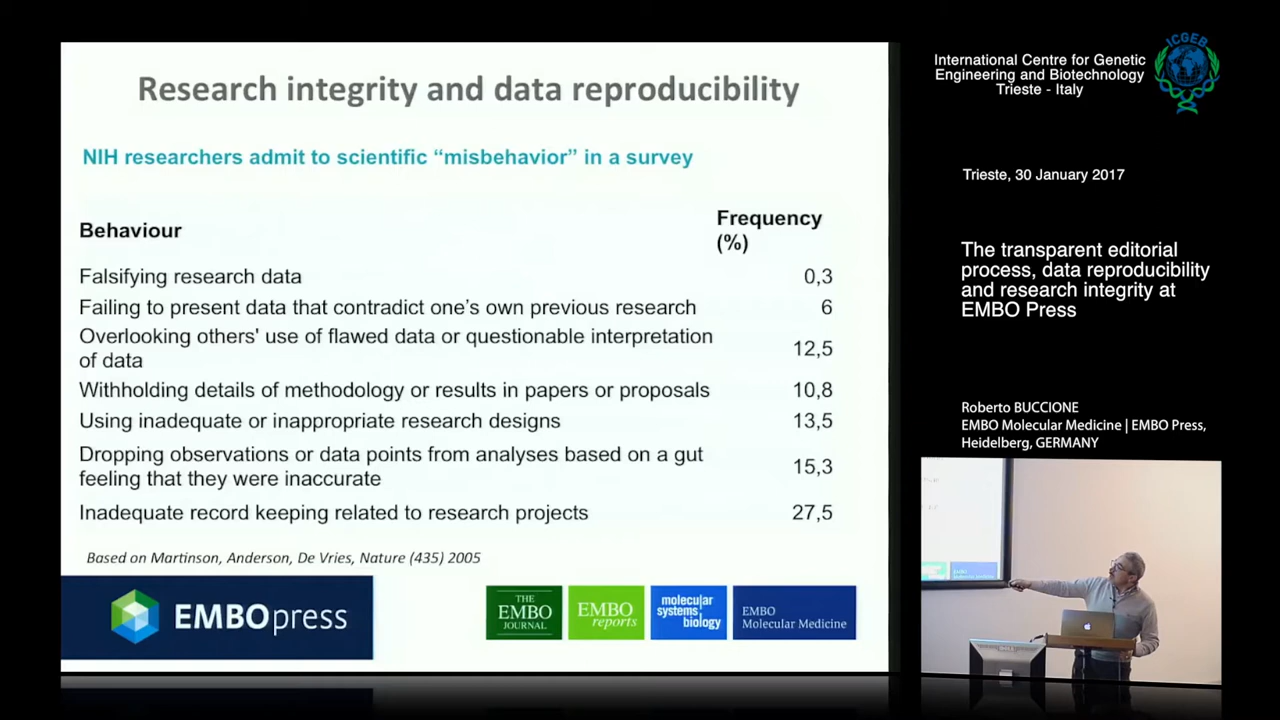 Research integrity and data reproducibility
NIH researchers admit to scientific “misbehavior” in a survey
Behaviour
Frequency
(%)
Falsifying research data 0,3
Failing to present data that contradict one’s own previous research 6
Overlooking others' use of flawed data or questionable interpretation
of data 12,5
Withholding details of methodology or results in papers or proposals 10,8
Using inadequate or inappropriate research designs 13,5
Dropping observations or data points from analyses based on a gut
feeling that they were inaccurate 15,3
Inadequate record keeping related to research projects 27,5
Based on Martinson, Anderson, De Vries, Nature (435) 2005
EMBOpress
THE
EMBO
JOURNAL
EMBO
reports
molecular
systems
biology
EMBO
Molecular Medicine
International Centre for Genetic
Engineering and Biotechnology
Trieste - Italy
ICGEB
Trieste, 30 January 2017
The transparent editorial
process, data reproducibility
and research integrity at
EMBO Press
Roberto BUCCIONE
EMBO Molecular Medicine | EMBO Press,
Heidelberg, GERMANY